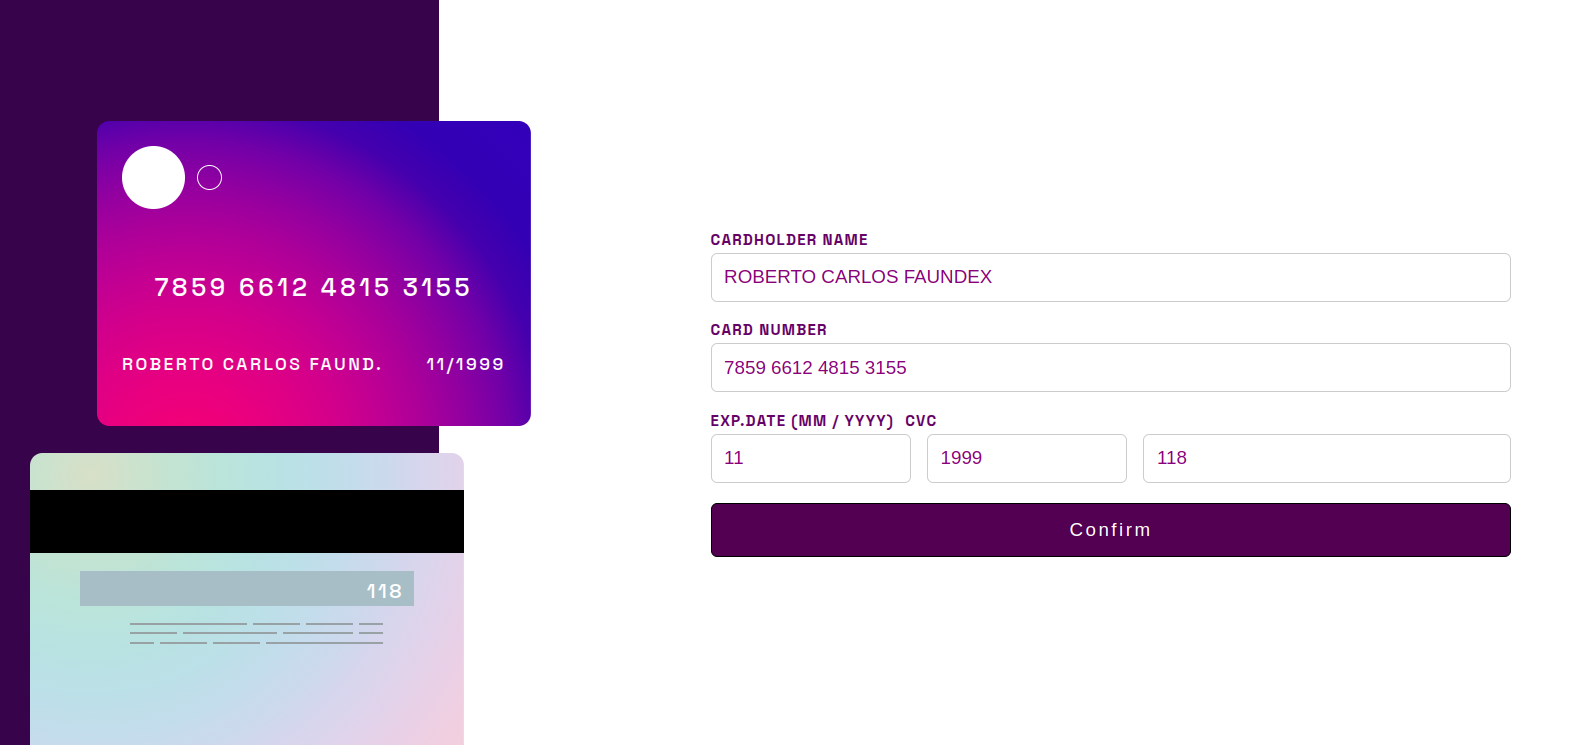 7859 6612 4815 3155
ROBERTO CARLOS FAUND. 11/1999
118
CARDHOLDER NAME
ROBERTO CARLOS FAUNDEX
CARD NUMBER
7859 6612 4815 3155
EXP.DATE (MM / YYYY) CVC
11 1999 118
Confirm